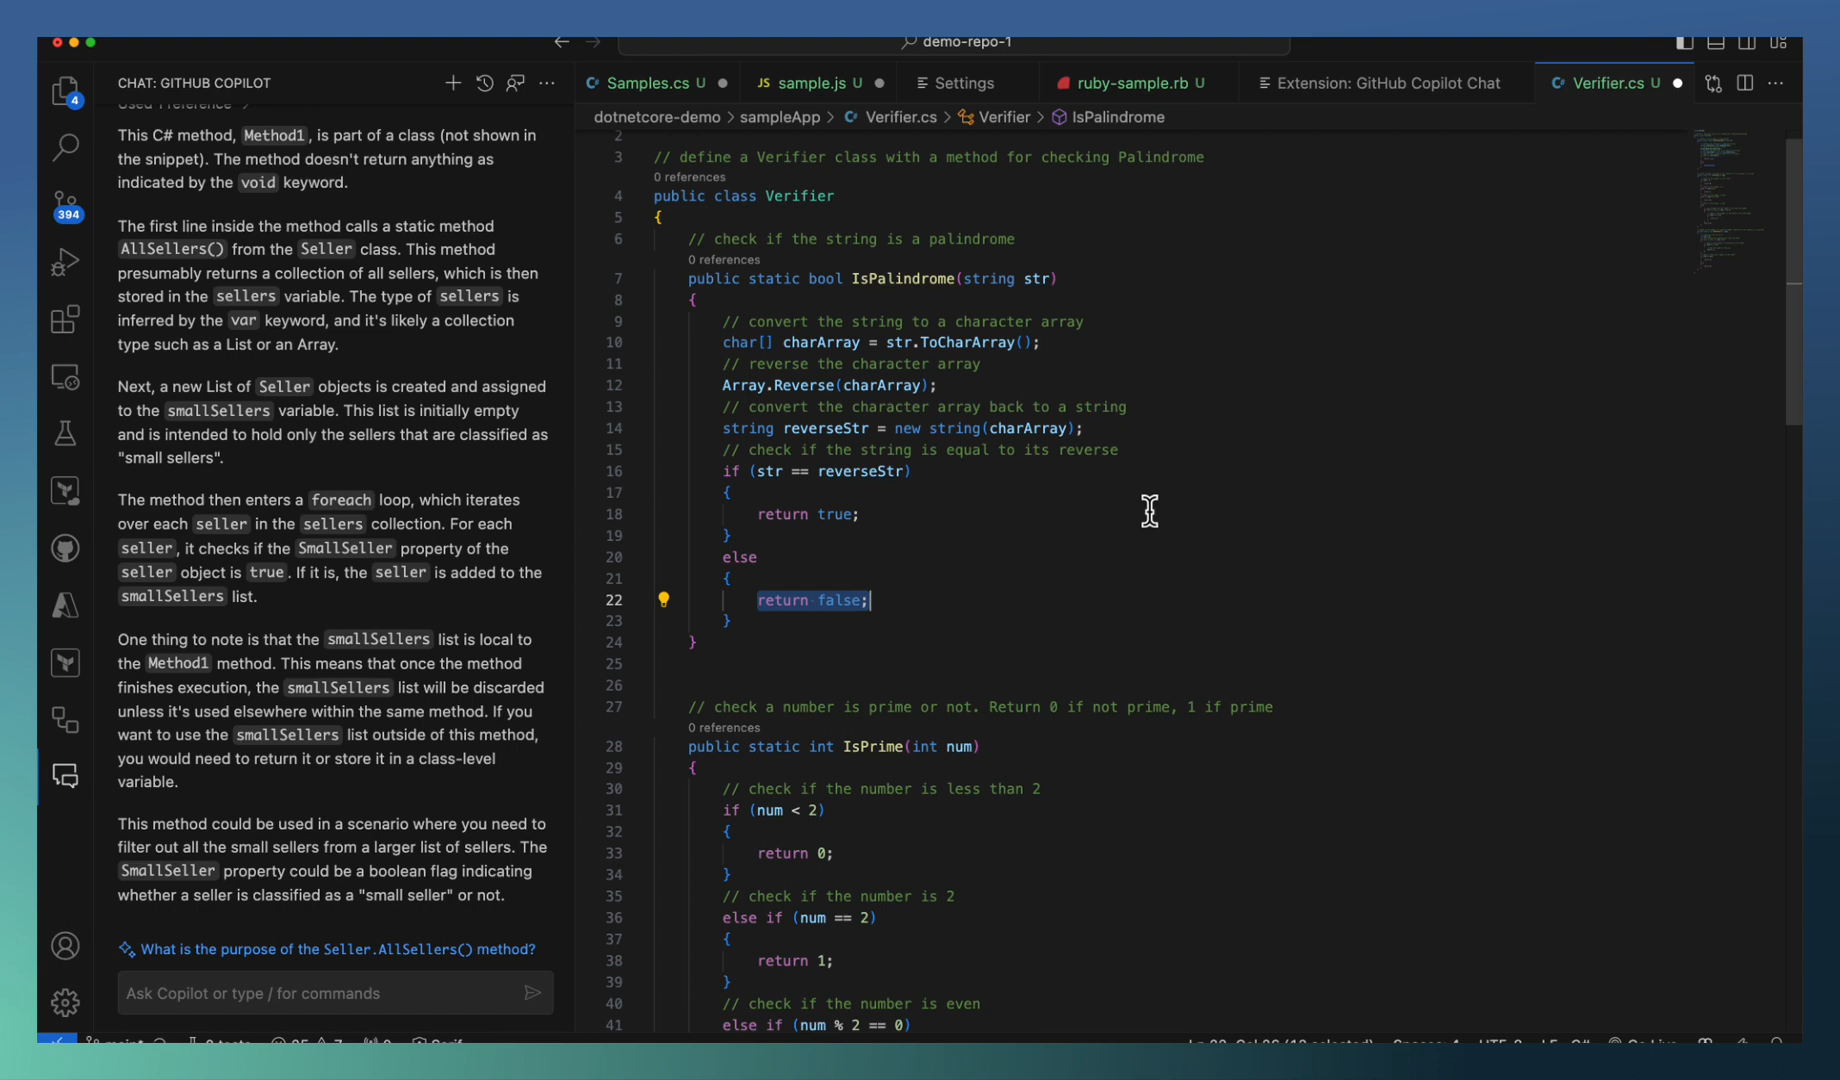 demo-repo-1
4
394
CHAT: GITHUB COPILOT
This C# method, Method1, is part of a class (not shown in
the snippet). The method doesn't return anything as
indicated by the void keyword.
The first line inside the method calls a static method
AllSellers() from the Seller class. This method
presumably returns a collection of all sellers, which is then
stored in the sellers variable. The type of sellers is
inferred by the var keyword, and it's likely a collection
type such as a List or an Array.
Next, a new List of Seller objects is created and assigned
to the smallSellers variable. This list is initially empty
and is intended to hold only the sellers that are classified as
"small sellers".
The method then enters a foreach loop, which iterates
over each seller in the sellers collection. For each
seller, it checks if the SmallSeller property of the
seller object is true. If it is, the seller is added to the
smallSellers list.
One thing to note is that the smallSellers list is local to
the Method1 method. This means that once the method
finishes execution, the smallSellers list will be discarded
unless it's used elsewhere within the same method. If you
want to use the smallSellers list outside of this method,
you would need to return it or store it in a class-level
variable.
This method could be used in a scenario where you need to
filter out all the small sellers from a larger list of sellers. The
SmallSeller property could be a boolean flag indicating
whether a seller is classified as a "small seller" or not.
What is the purpose of the Seller.AllSellers() method?
Ask Copilot or type / for commands
C# Samples.cs U JS sample.js U Settings ruby-sample.rb U Extension: GitHub Copilot Chat C# Verifier.cs U
dotnetcore-demo > sampleApp > C# Verifier.cs > Verifier > IsPalindrome
2
3 // define a Verifier class with a method for checking Palindrome
0 references
4 public class Verifier
5 {
6 // check if the string is a palindrome
0 references
7 public static bool IsPalindrome(string str)
8 {
9 // convert the string to a character array
10 char[] charArray = str.ToCharArray();
11 // reverse the character array
12 Array.Reverse(charArray);
13 // convert the character array back to a string
14 string reverseStr = new string(charArray);
15 // check if the string is equal to its reverse
16 if (str == reverseStr)
17 {
18 return true;
19 }
20 else
21 {
22 return false;
23 }
24 }
25
26
27 // check a number is prime or not. Return 0 if not prime, 1 if prime
0 references
28 public static int IsPrime(int num)
29 {
30 // check if the number is less than 2
31 if (num < 2)
32 {
33 return 0;
34 }
35 // check if the number is 2
36 else if (num == 2)
37 {
38 return 1;
39 }
40 // check if the number is even
41 else if (num % 2 == 0)